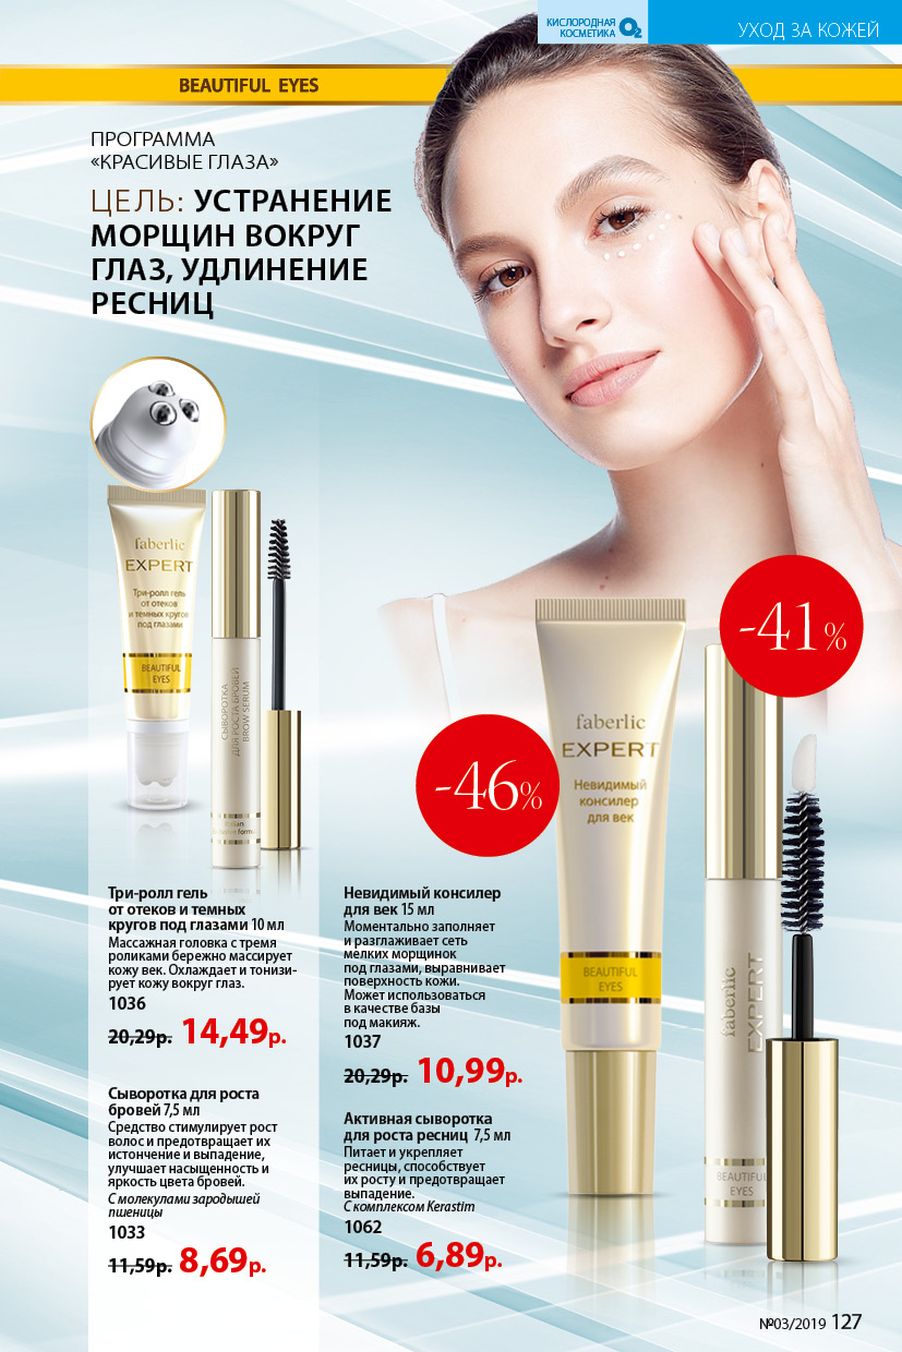 КИСЛОРОДНАЯ
КОСМЕТИКА O2
УХОД ЗА КОЖЕЙ
BEAUTIFUL EYES
ПРОГРАММА
«КРАСИВЫЕ ГЛАЗА»
ЦЕЛЬ: УСТРАНЕНИЕ
МОРЩИН ВОКРУГ
ГЛАЗ, УДЛИНЕНИЕ
РЕСНИЦ
faberlic
EXPERT
Три-ролл гель
от отеков
и темных кругов
под глазами
BEAUTIFUL
EYES
СЫВОРОТКА
ДЛЯ РОСТА БРОВЕЙ
BROW SERUM
-41%
-46%
faberlic
EXPERT
Невидимый
консилер
для век
BEAUTIFUL
EYES
faberlic
EXPERT
BEAUTIFUL
EYES
Три-ролл гель
от отеков и темных
кругов под глазами 10 мл
Массажная головка с тремя
роликами бережно массирует
кожу век. Охлаждает и тонизи-
рует кожу вокруг глаз.
1036
20,29р. 14,49р.
Сыворотка для роста
бровей 7,5 мл
Средство стимулирует рост
волос и предотвращает их
истончение и выпадение,
улучшает насыщенность и
яркость цвета бровей.
С молекулами зародышей
пшеницы
1033
11,59р. 8,69р.
Невидимый консилер
для век 15 мл
Моментально заполняет
и разглаживает сеть
мелких морщинок
под глазами, выравнивает
поверхность кожи.
Может использоваться
в качестве базы
под макияж.
1037
20,29р. 10,99р.
Активная сыворотка
для роста ресниц 7,5 мл
Питает и укрепляет
ресницы, способствует
их росту и предотвращает
выпадение.
С комплексом Kerastim
1062
11,59р. 6,89р.
№03/2019 127